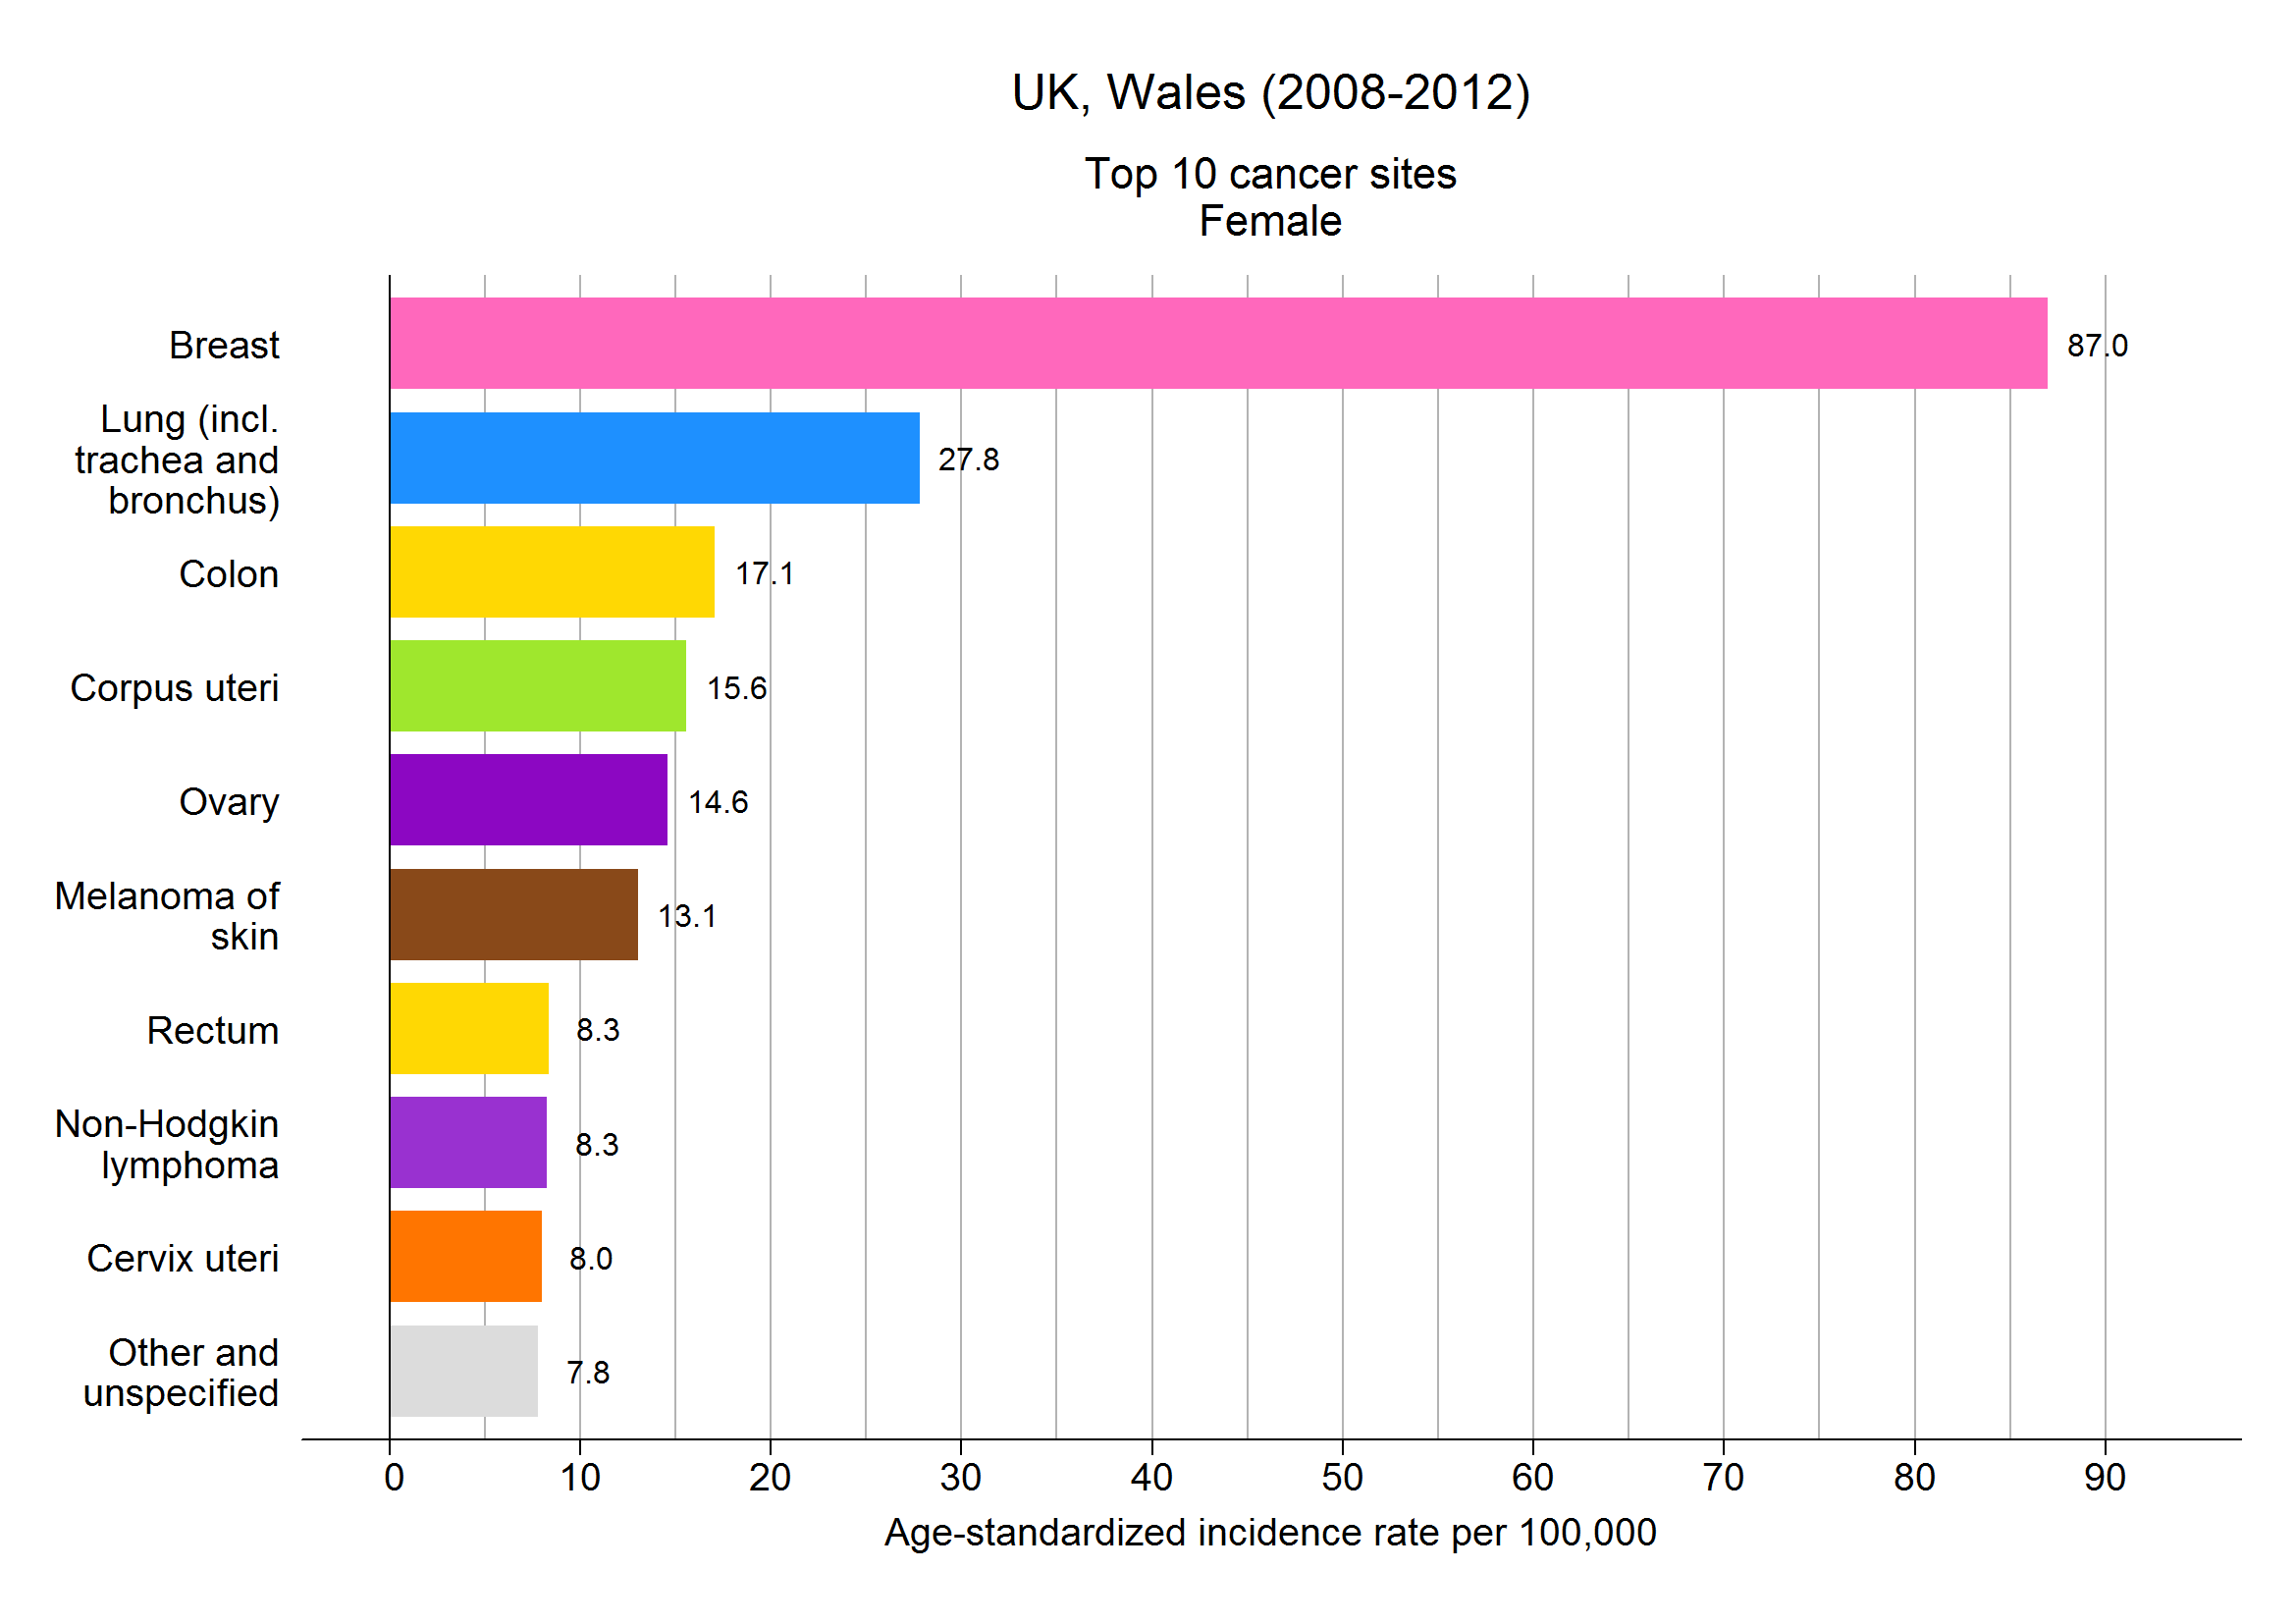 UK, Wales (2008-2012)
Top 10 cancer sites
Female
Breast
87.0
Lung (incl.
trachea and
bronchus)
27.8
Colon
17.1
Corpus uteri
15.6
Ovary
14.6
Melanoma of
skin
13.1
Rectum
8.3
Non-Hodgkin
lymphoma
8.3
Cervix uteri
8.0
Other and
unspecified
7.8
0 10 20 30 40 50 60 70 80 90
Age-standardized incidence rate per 100,000